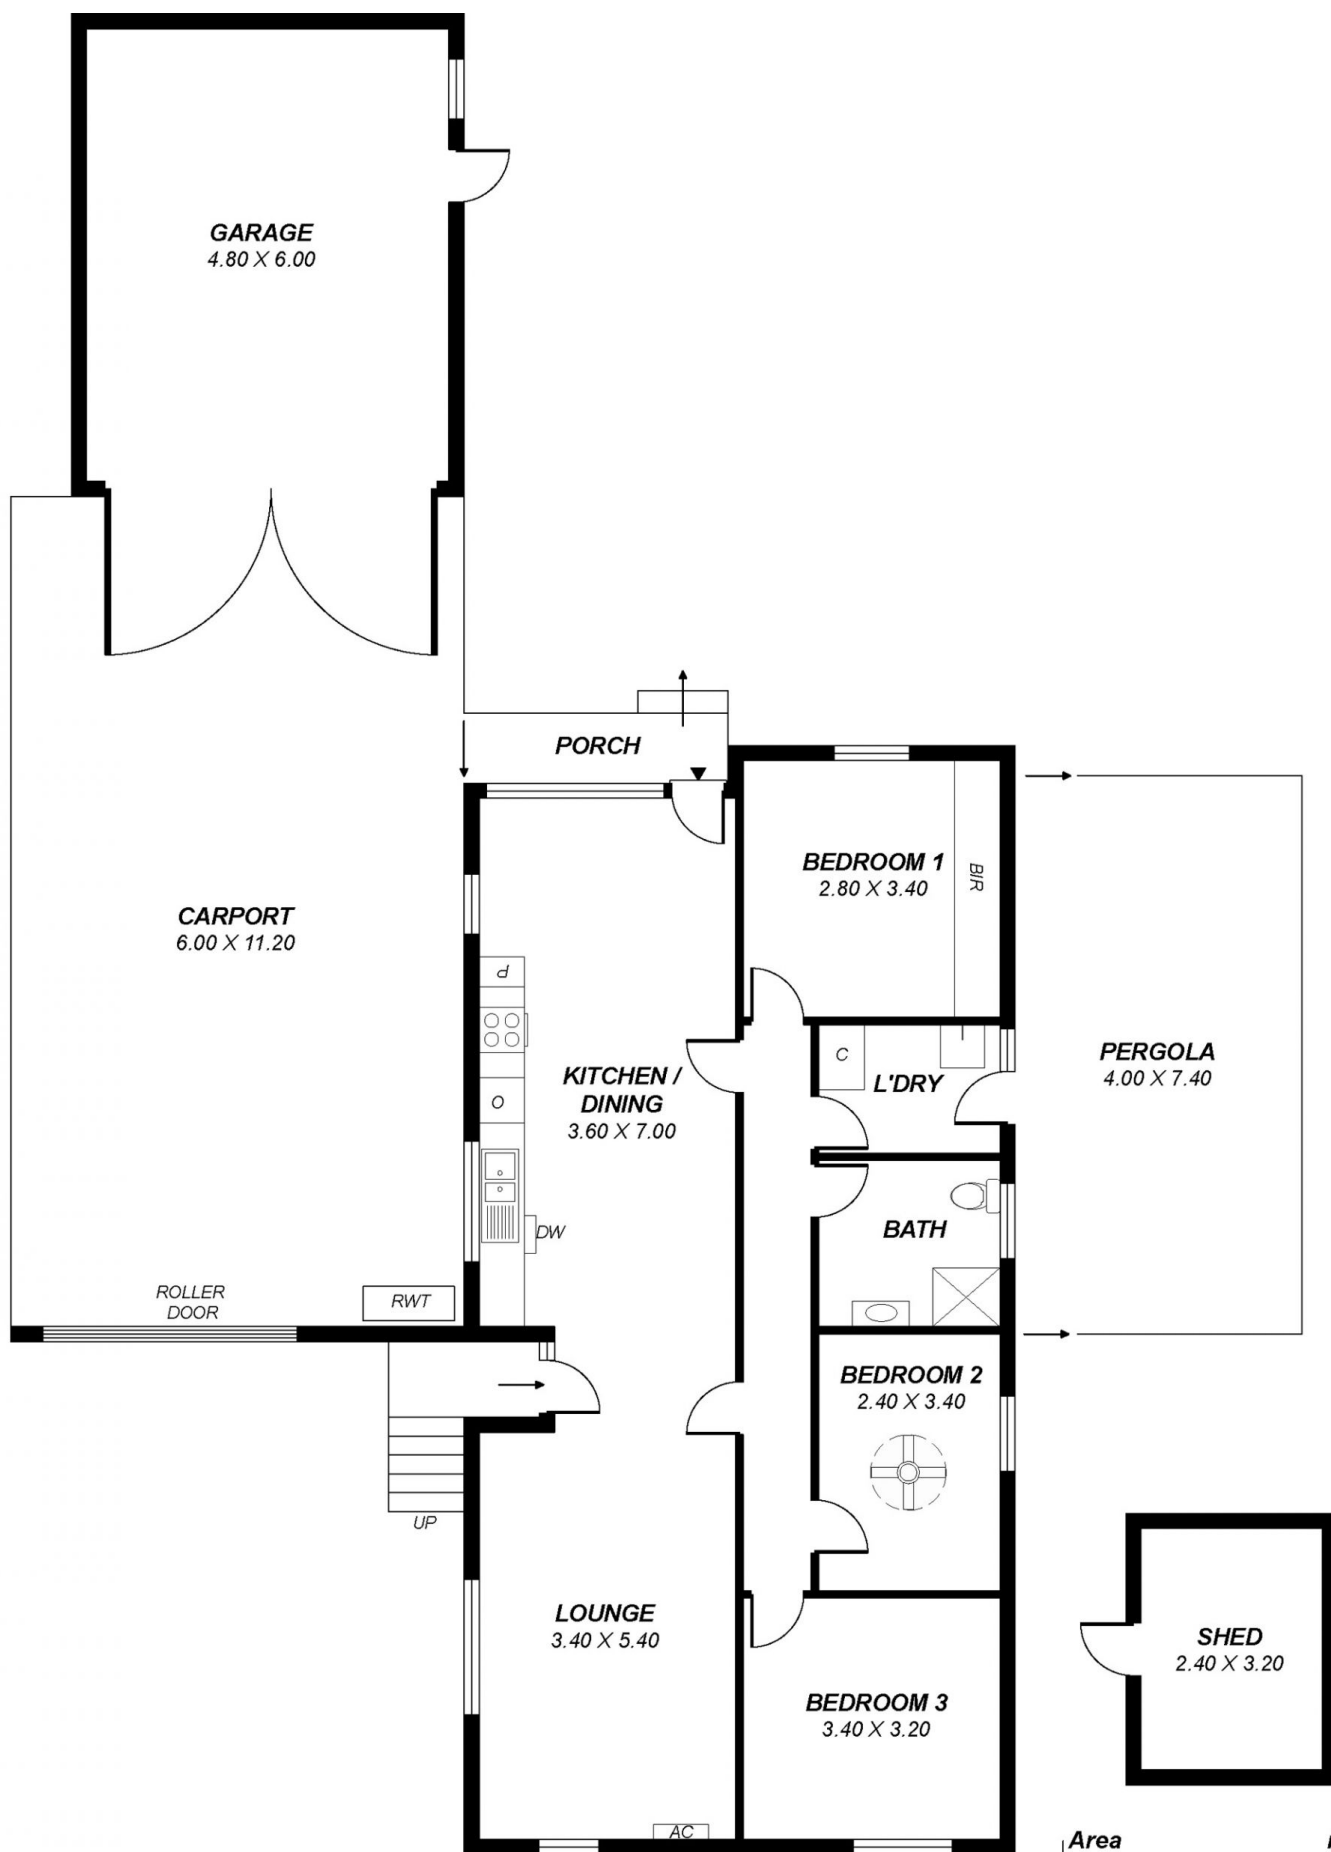 GARAGE
4.80 X 6.00
PORCH
BEDROOM 1
2.80 X 3.40
BIR
CARPORT
6.00 X 11.20
d
C
L'DRY
PERGOLA
4.00 X 7.40
KITCHEN /
DINING
3.60 X 7.00
O
BATH
DW
ROLLER
DOOR
RWT
BEDROOM 2
2.40 X 3.40
UP
LOUNGE
3.40 X 5.40
SHED
2.40 X 3.20
BEDROOM 3
3.40 X 3.20
AC
Area